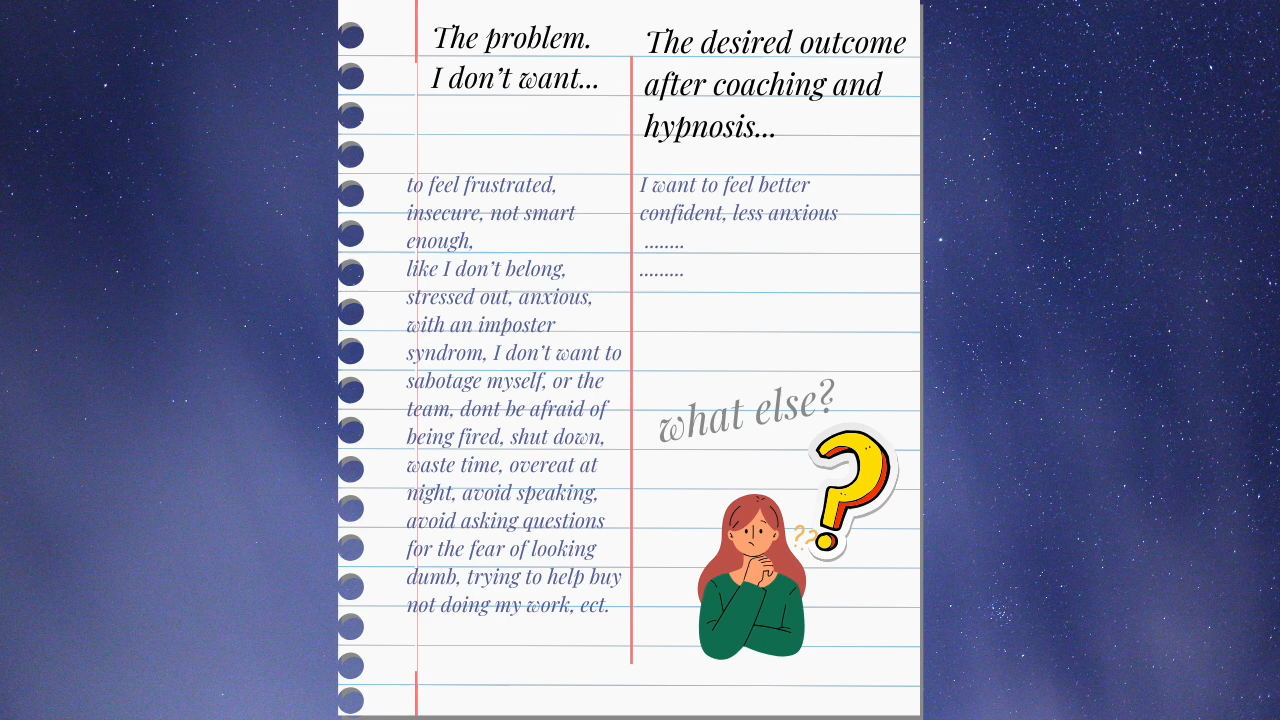 The problem.
I don't want...
to feel frustrated,
insecure, not smart
enough,
like I don't belong,
stressed out, anxious,
with an imposter
syndrom, I don't want to
sabotage myself, or the
team, dont be afraid of
being fired, shut down,
waste time, overeat at
night, avoid speaking,
avoid asking questions
for the fear of looking
dumb, trying to help buy
not doing my work, ect.
The desired outcome
after coaching and
hypnosis...
I want to feel better
confident, less anxious
........
.........
what else?
?
??